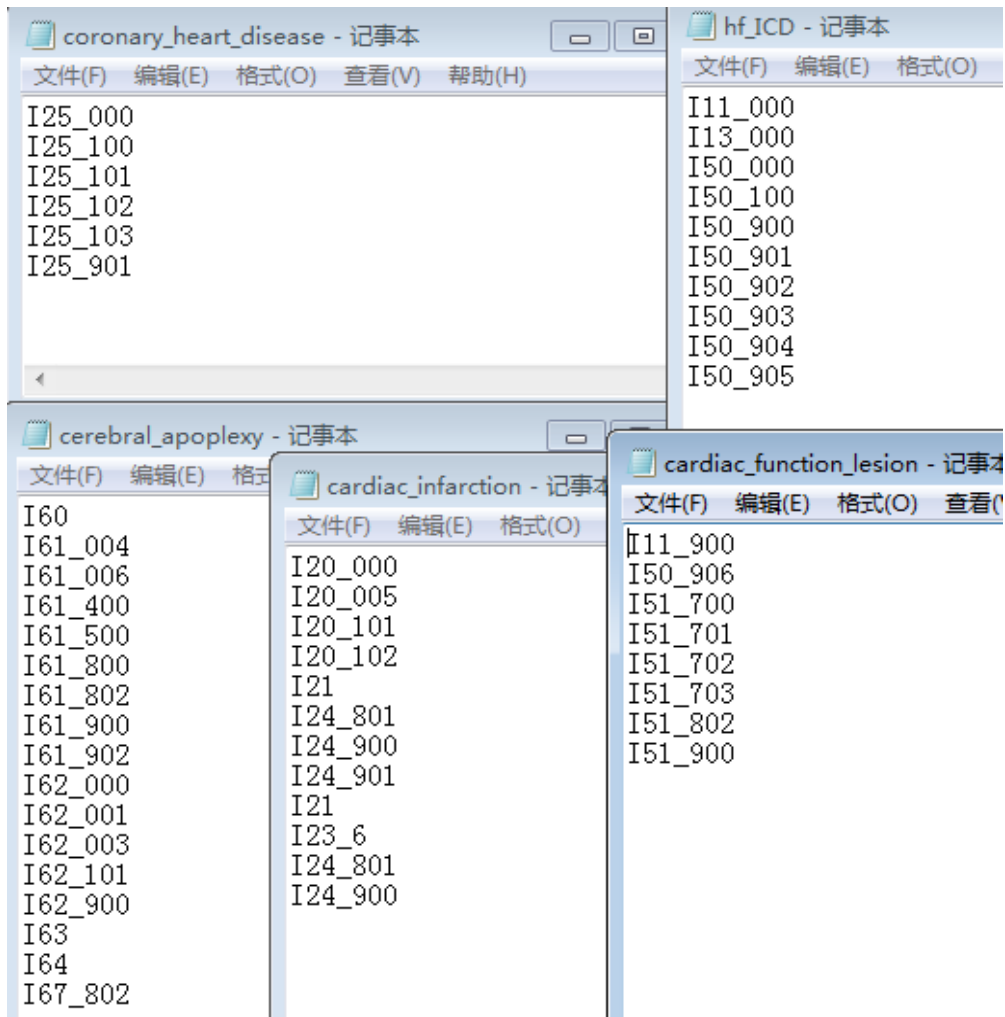 coronary_heart_disease - 记事本
文件(F) 编辑(E) 格式(O) 查看(V) 帮助(H)
I25_000
I25_100
I25_101
I25_102
I25_103
I25_901
hf_ICD - 记事本
文件(F) 编辑(E) 格式(O)
I11_000
I13_000
I50_000
I50_100
I50_900
I50_901
I50_902
I50_903
I50_904
I50_905
cerebral_apoplexy - 记事本
文件(F) 编辑(E) 格式
I60
I61_004
I61_006
I61_400
I61_500
I61_800
I61_802
I61_900
I61_902
I62_000
I62_001
I62_003
I62_101
I62_900
I63
I64
I67_802
cardiac_infarction - 记事本
文件(F) 编辑(E) 格式(O)
I20_000
I20_005
I20_101
I20_102
I21
I24_801
I24_900
I24_901
I21
I23_6
I24_801
I24_900
cardiac_function_lesion - 记事本
文件(F) 编辑(E) 格式(O) 查看(V
I11_900
I50_906
I51_700
I51_701
I51_702
I51_703
I51_802
I51_900